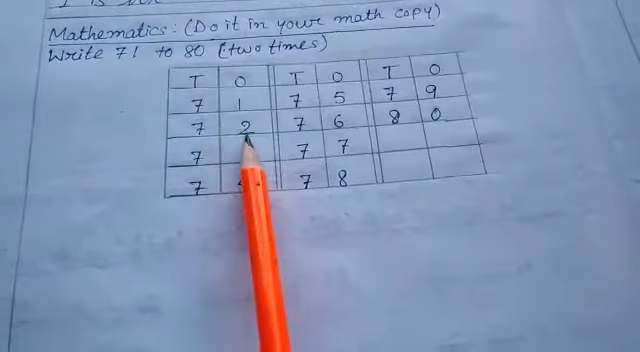 Mathematics: (Do it in your math copy)
Write 71 to 80 (two times)
T O T O T O
7 1 7 5 7 9
7 2 7 6 8 0
7 7 7
7 7 8